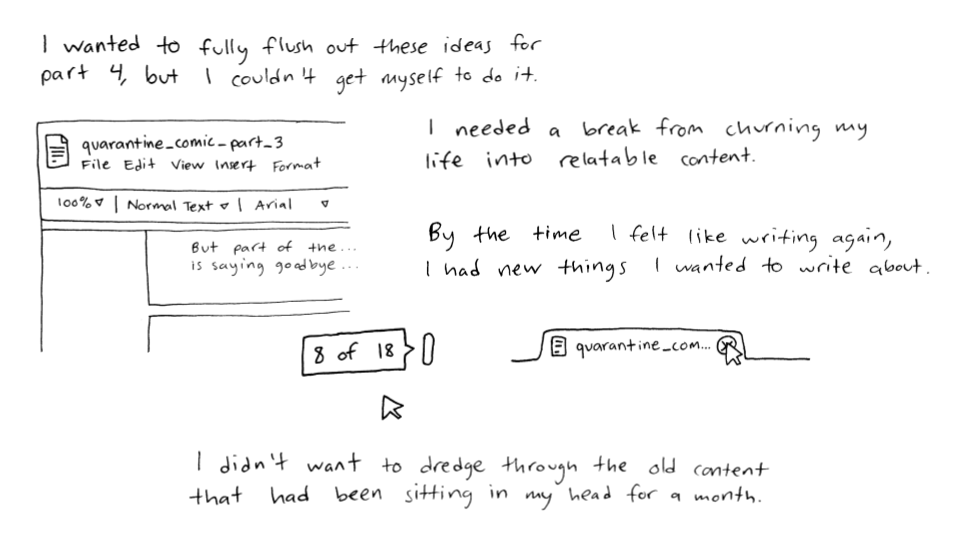 I wanted to fully flush out these ideas for
part 4, but I couldn't get myself to do it.
quarantine_comic-part_3
File Edit View Insert Format
100% | Normal Text | Arial
But part of the...
is saying goodbye...
8 of 18
I needed a break from churning my
life into relatable content.
By the time I felt like writing again,
I had new things I wanted to write about.
quarantine_com...
I didn't want to dredge through the old content
that had been sitting in my head for a month.